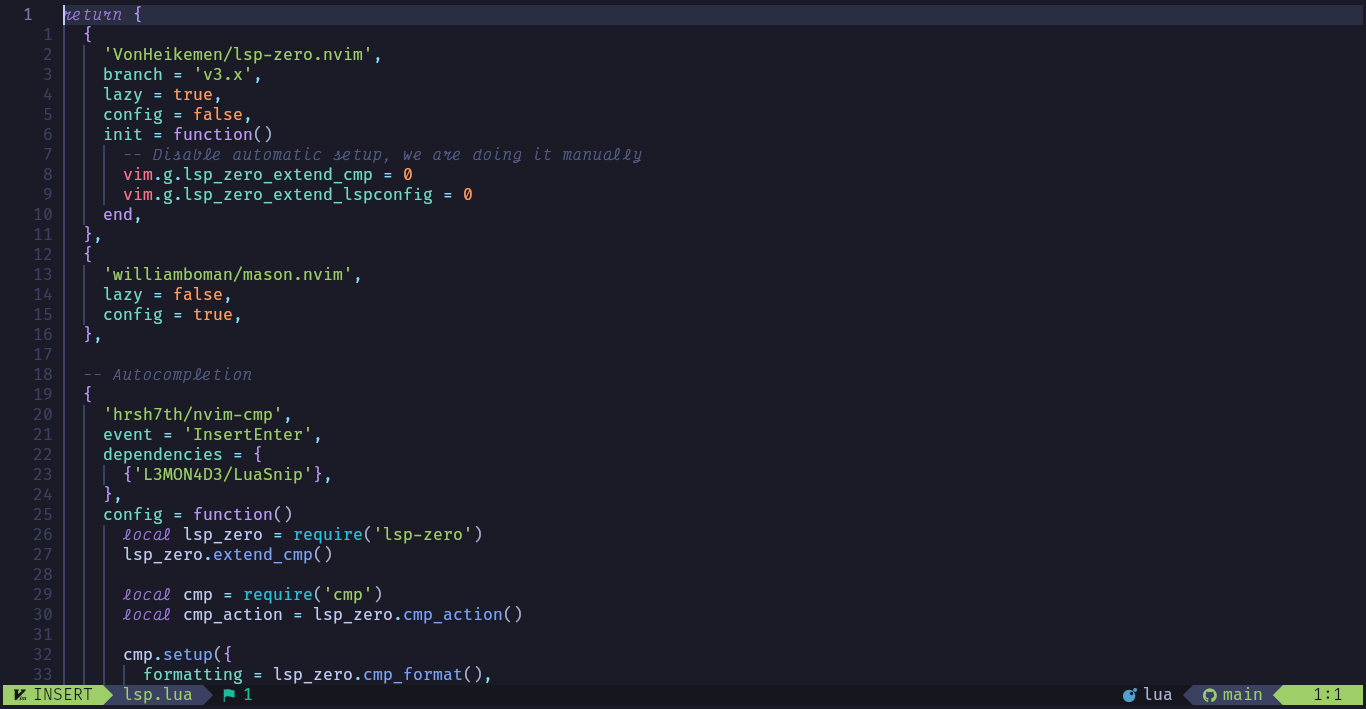 1 return {
1 {
2 'VonHeikemen/lsp-zero.nvim',
3 branch = 'v3.x',
4 lazy = true,
5 config = false,
6 init = function()
7 -- Disable automatic setup, we are doing it manually
8 vim.g.lsp_zero_extend_cmp = 0
9 vim.g.lsp_zero_extend_lspconfig = 0
10 end,
11 },
12 {
13 'williamboman/mason.nvim',
14 lazy = false,
15 config = true,
16 },
17
18 -- Autocompletion
19 {
20 'hrsh7th/nvim-cmp',
21 event = 'InsertEnter',
22 dependencies = {
23 {'L3MON4D3/LuaSnip'},
24 },
25 config = function()
26 local lsp_zero = require('lsp-zero')
27 lsp_zero.extend_cmp()
28
29 local cmp = require('cmp')
30 local cmp_action = lsp_zero.cmp_action()
31
32 cmp.setup({
33 formatting = lsp_zero.cmp_format(),
INSERT lsp.lua 1 lua main 1:1